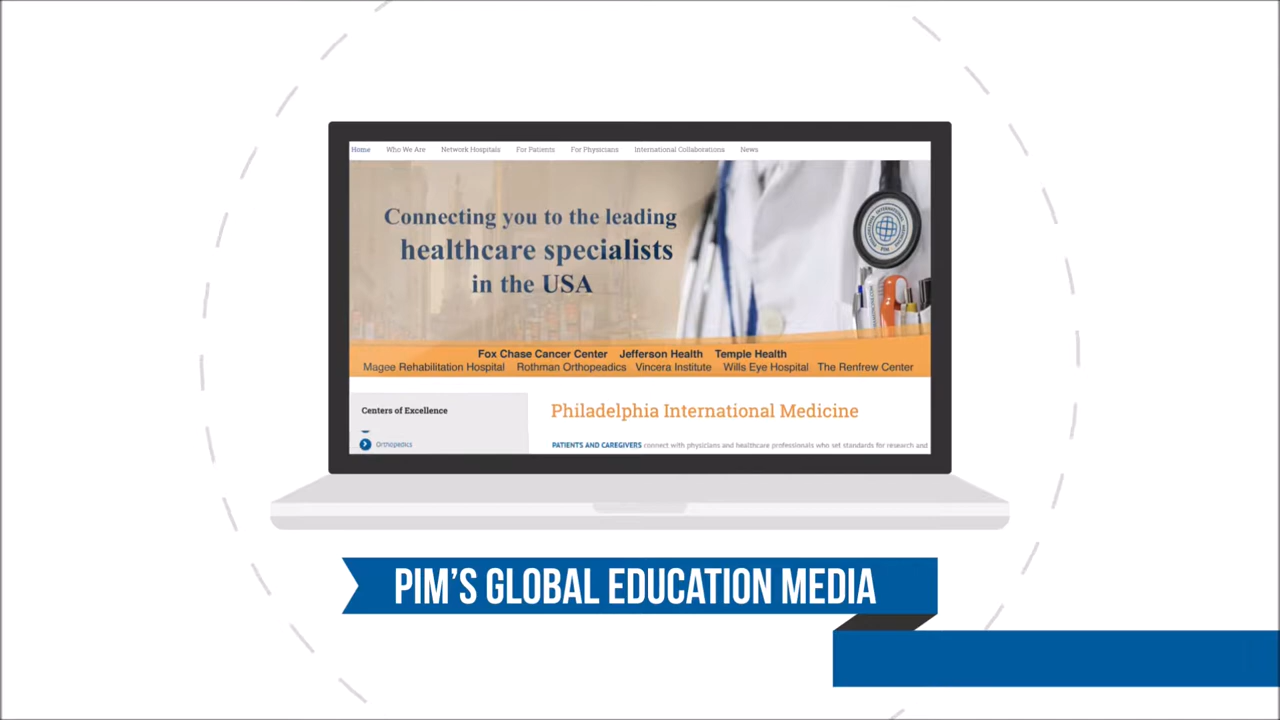 Home Who We Are Network Hospitals For Patients For Physicians International Collaborations News
Connecting you to the leading
healthcare specialists
in the USA
Fox Chase Cancer Center Jefferson Health Temple Health
Magee Rehabilitation Hospital Rothman Orthopeadics Vincera Institute Wills Eye Hospital The Renfrew Center
Centers of Excellence
Philadelphia International Medicine
Orthopedics
PATIENTS AND CAREGIVERS connect with physicians and healthcare professionals who set standards for research and
PIM'S GLOBAL EDUCATION MEDIA